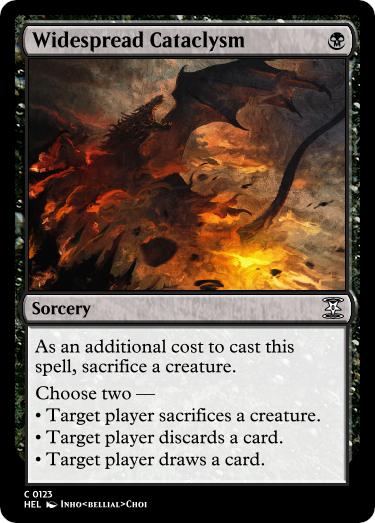 Widespread Cataclysm
Sorcery
As an additional cost to cast this
spell, sacrifice a creature.
Choose two —
• Target player sacrifices a creature.
• Target player discards a card.
• Target player draws a card.
C 0123
HEL Inho<bellial>Choi